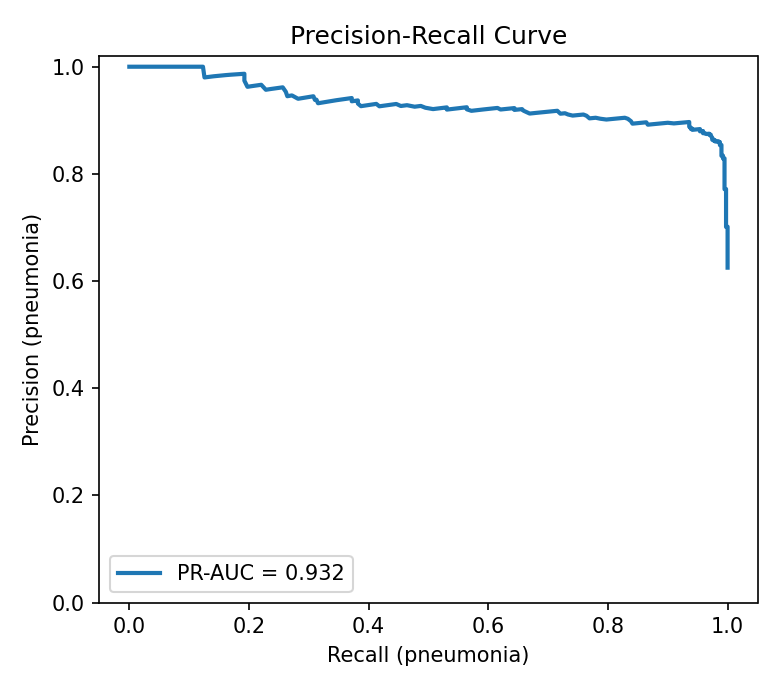 Precision-Recall Curve
1.0
0.8
0.6
0.4
0.2
0.0
Precision (pneumonia)
PR-AUC = 0.932
0.0 0.2 0.4 0.6 0.8 1.0
Recall (pneumonia)